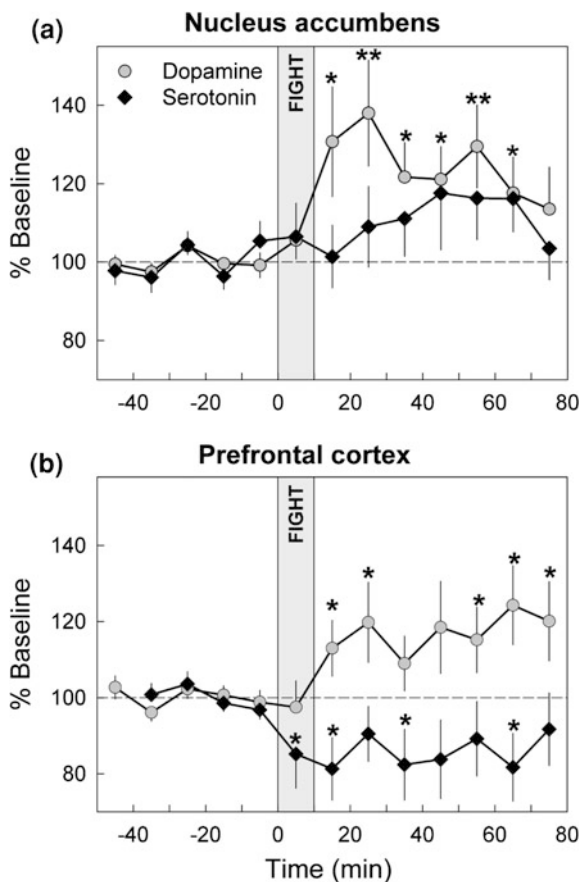 Nucleus accumbens
(a)
Dopamine
Serotonin
FIGHT
* ** * * ** *
% Baseline
140
120
100
80
-40 -20 0 20 40 60 80
Prefrontal cortex
(b)
FIGHT
* * * * *
* * * *
% Baseline
140
120
100
80
-40 -20 0 20 40 60 80
Time (min)